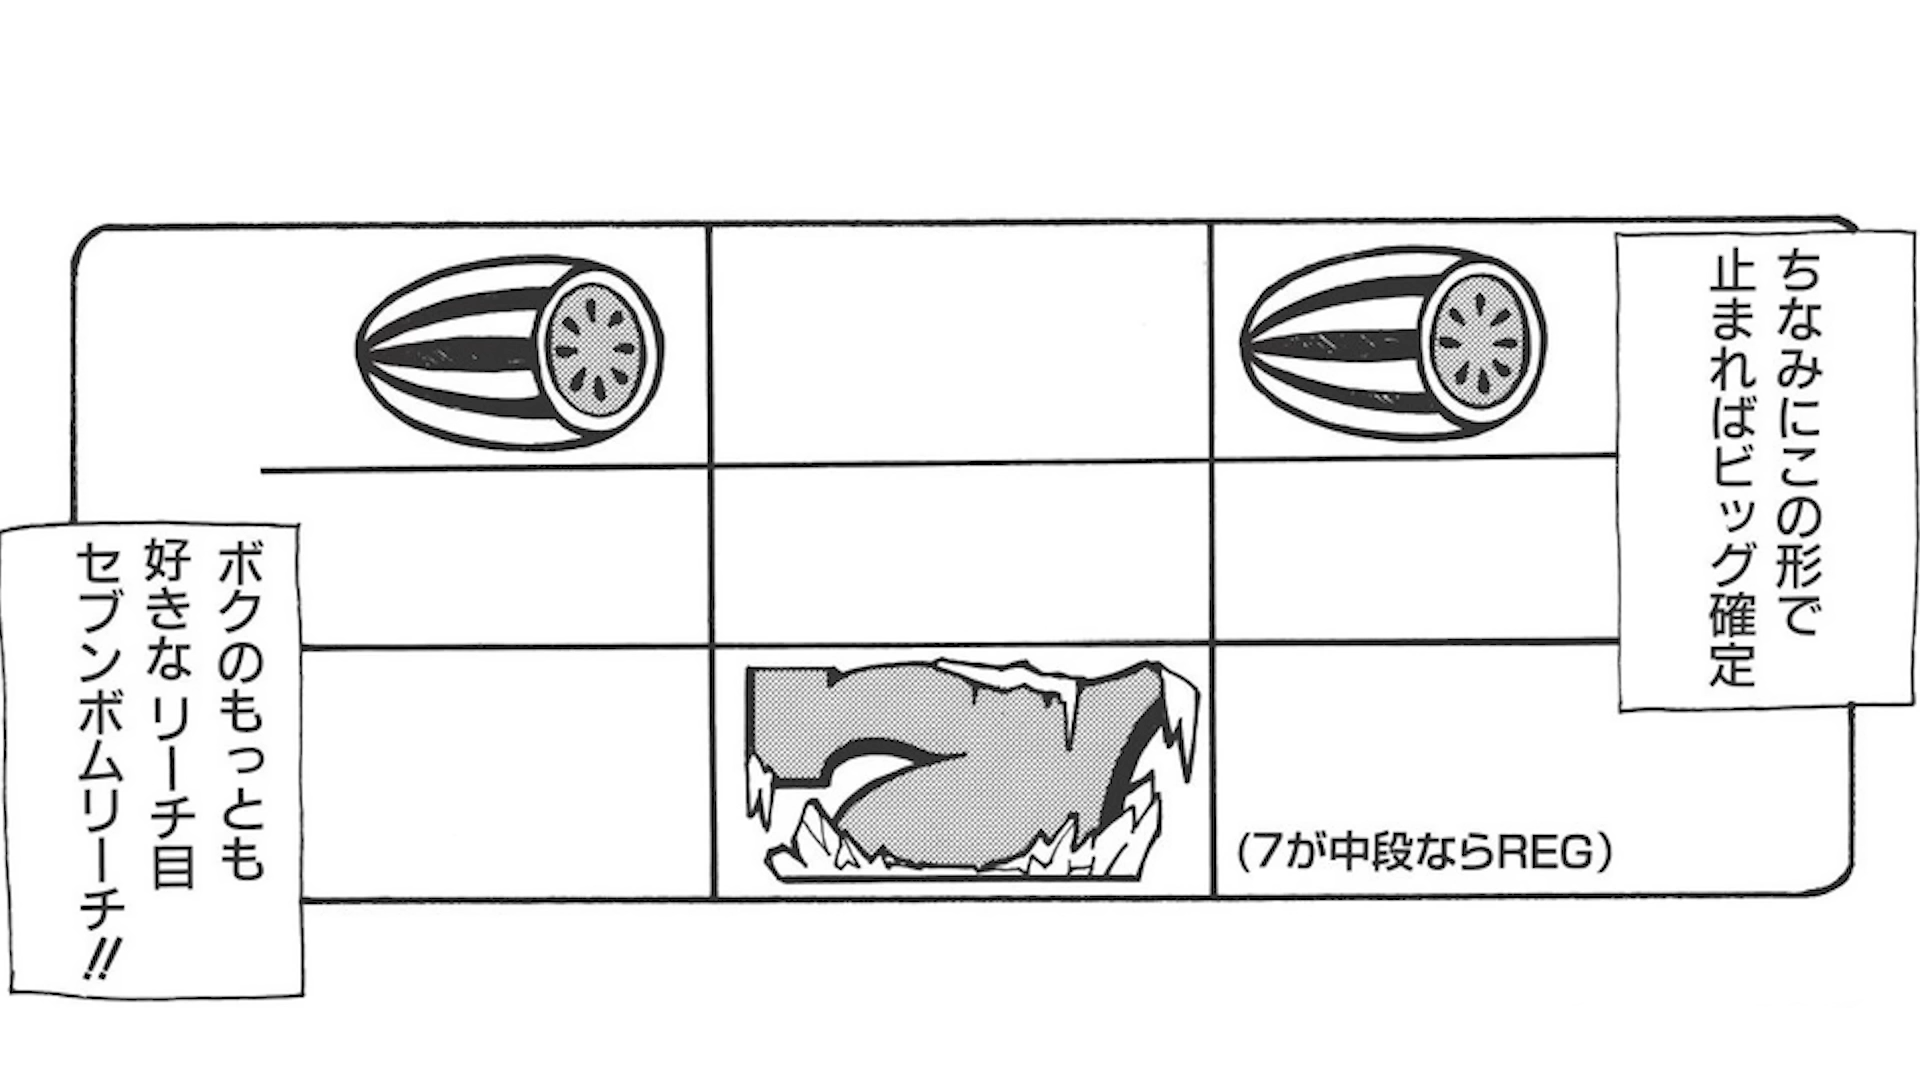 ちなみにこの形で
止まればビッグ確定
(7が中段ならREG)
ボクのもっとも
好きなリーチ目
セブンボムリーチ!!